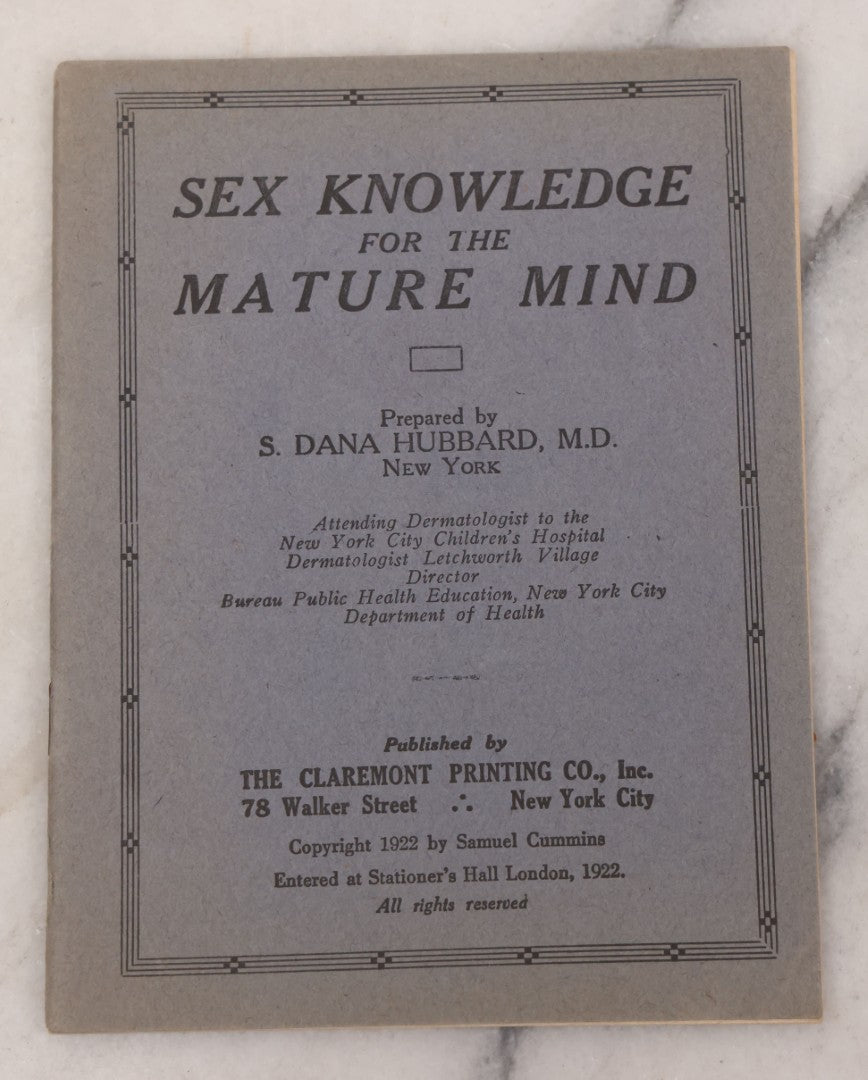 SEX KNOWLEDGE
FOR THE
MATURE MIND
Prepared by
S. DANA HUBBARD, M.D.
NEW YORK
Attending Dermatologist to the
New York City Children's Hospital
Dermatologist Letchworth Village
Director
Bureau Public Health Education, New York City
Department of Health
Published by
THE CLAREMONT PRINTING CO., Inc.
78 Walker Street ∴ New York City
Copyright 1922 by Samuel Cummins
Entered at Stationer's Hall London, 1922.
All rights reserved